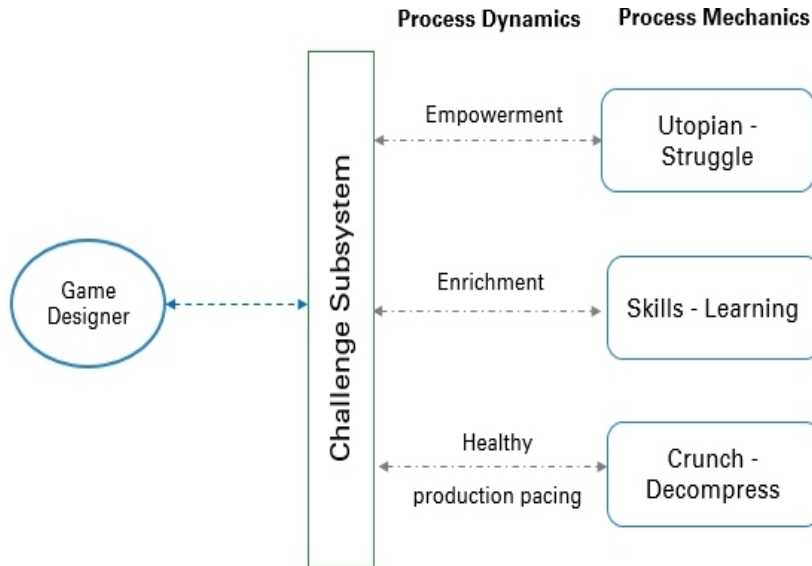 Process Dynamics
Process Mechanics
Empowerment
Utopian -
Struggle
Challenge Subsystem
Game
Designer
Enrichment
Skills - Learning
Healthy
production pacing
Crunch -
Decompress